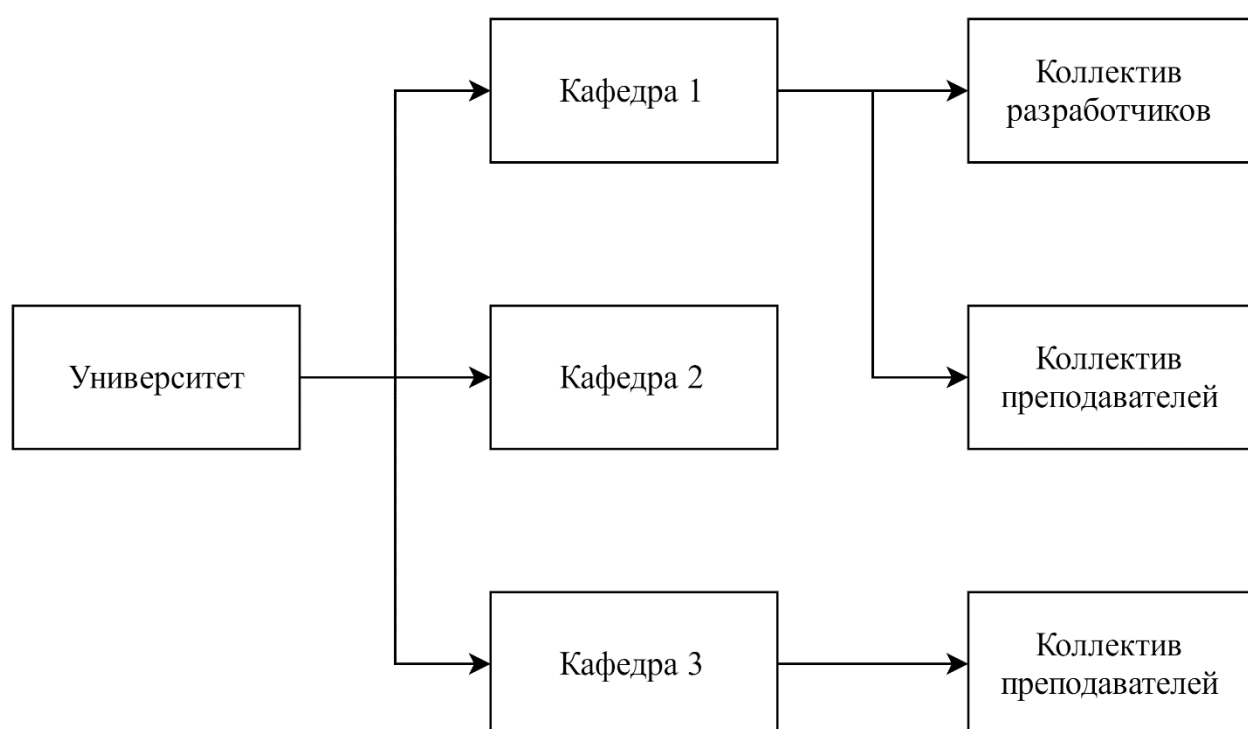 Кафедра 1
Коллектив
разработчиков
Университет
Кафедра 2
Коллектив
преподавателей
Кафедра 3
Коллектив
преподавателей